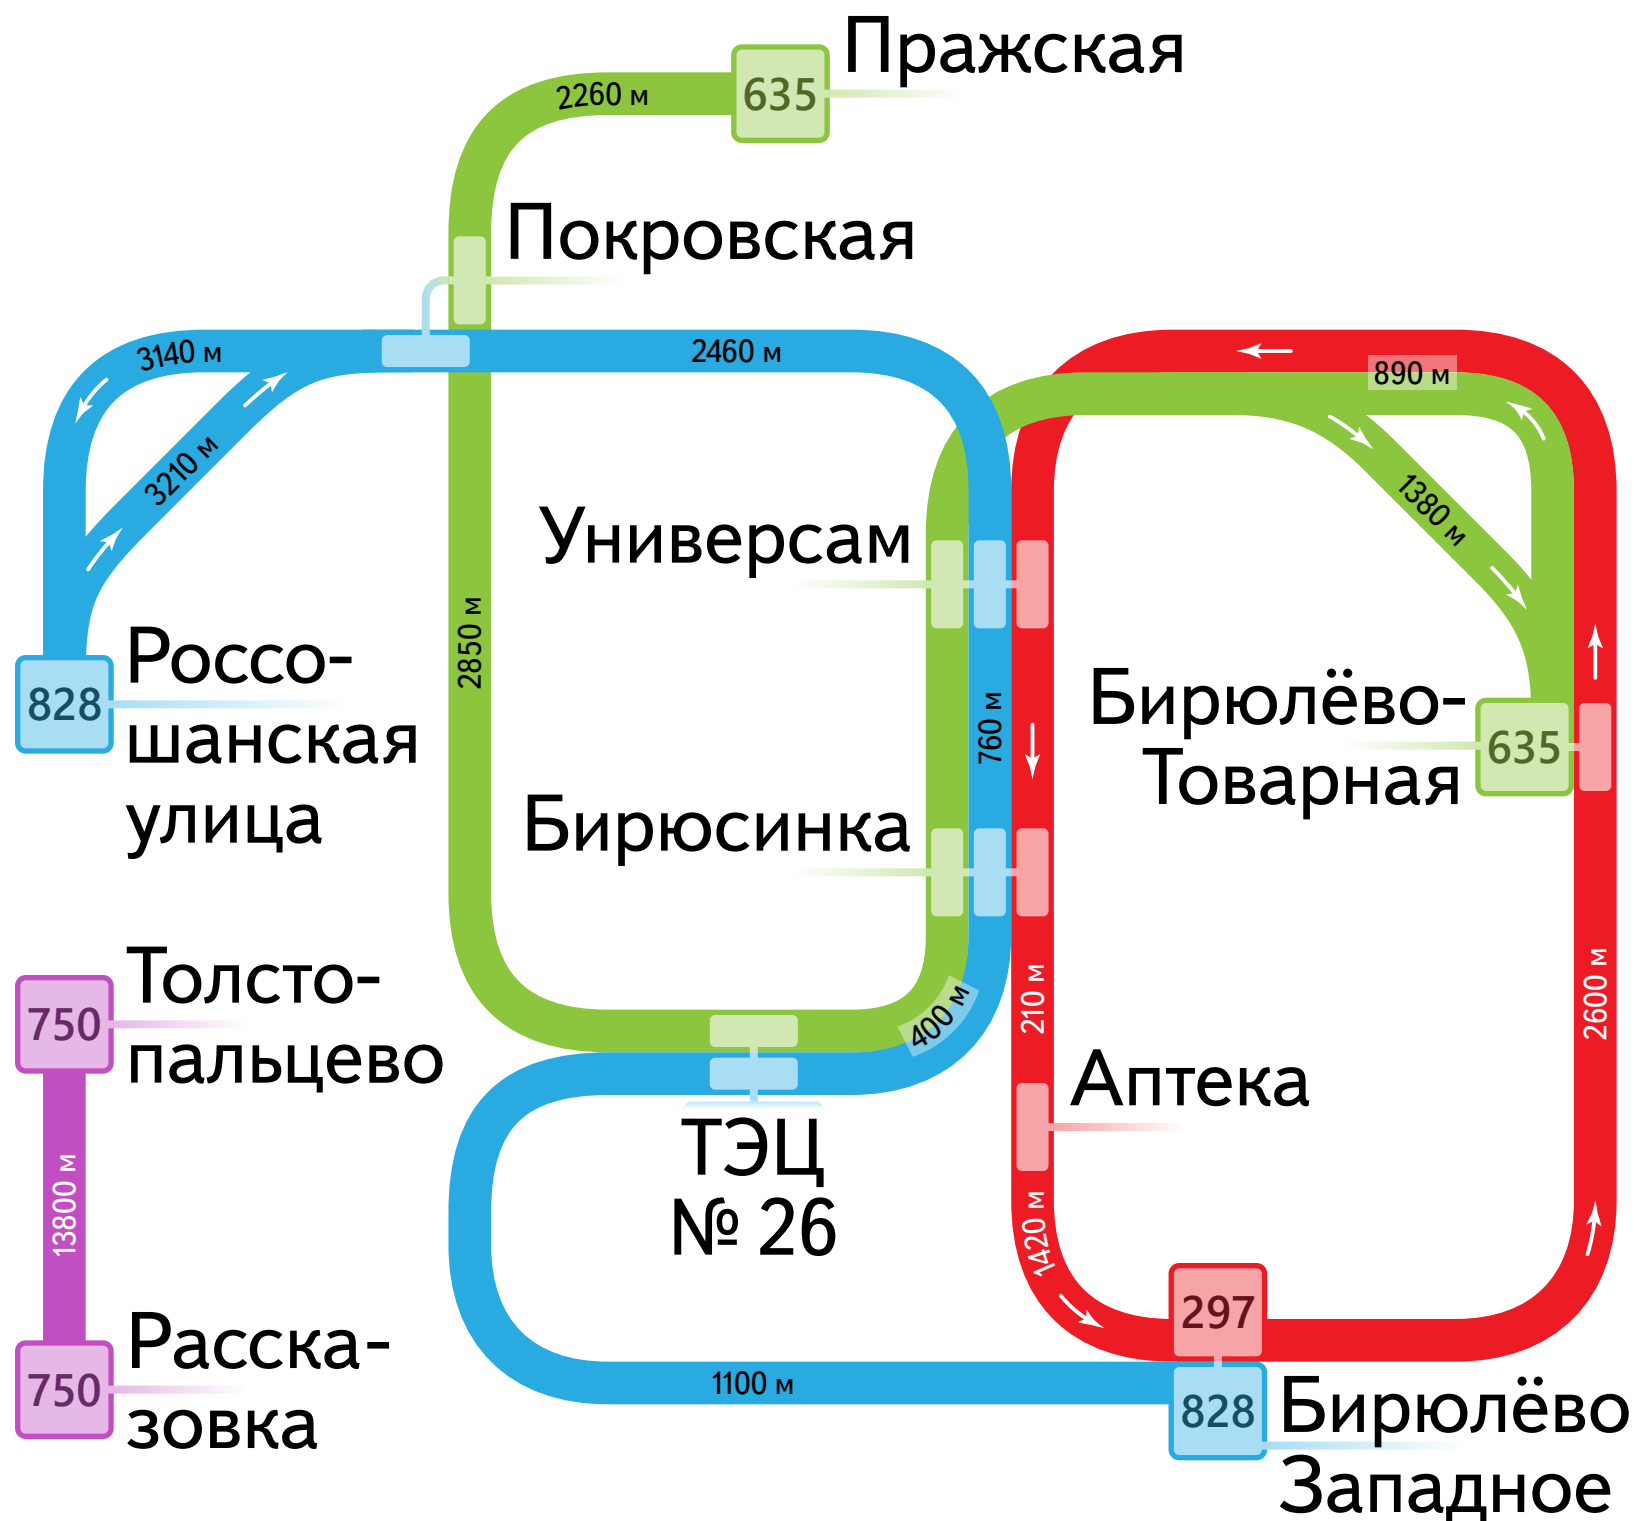 Пражская
635
2260 м
Покровская
3140 м
2460 м
890 м
3210 м
1380 м
Универсам
2850 м
Россо-
шанская
улица
828
760 м
Бирюлёво-
Товарная
635
Бирюсинка
Толсто-
пальцево
750
400 м
210 м
2600 м
Аптека
ТЭЦ
№ 26
13800 м
1420 м
297
Расска-
зовка
750
1100 м
828
Бирюлёво
Западное